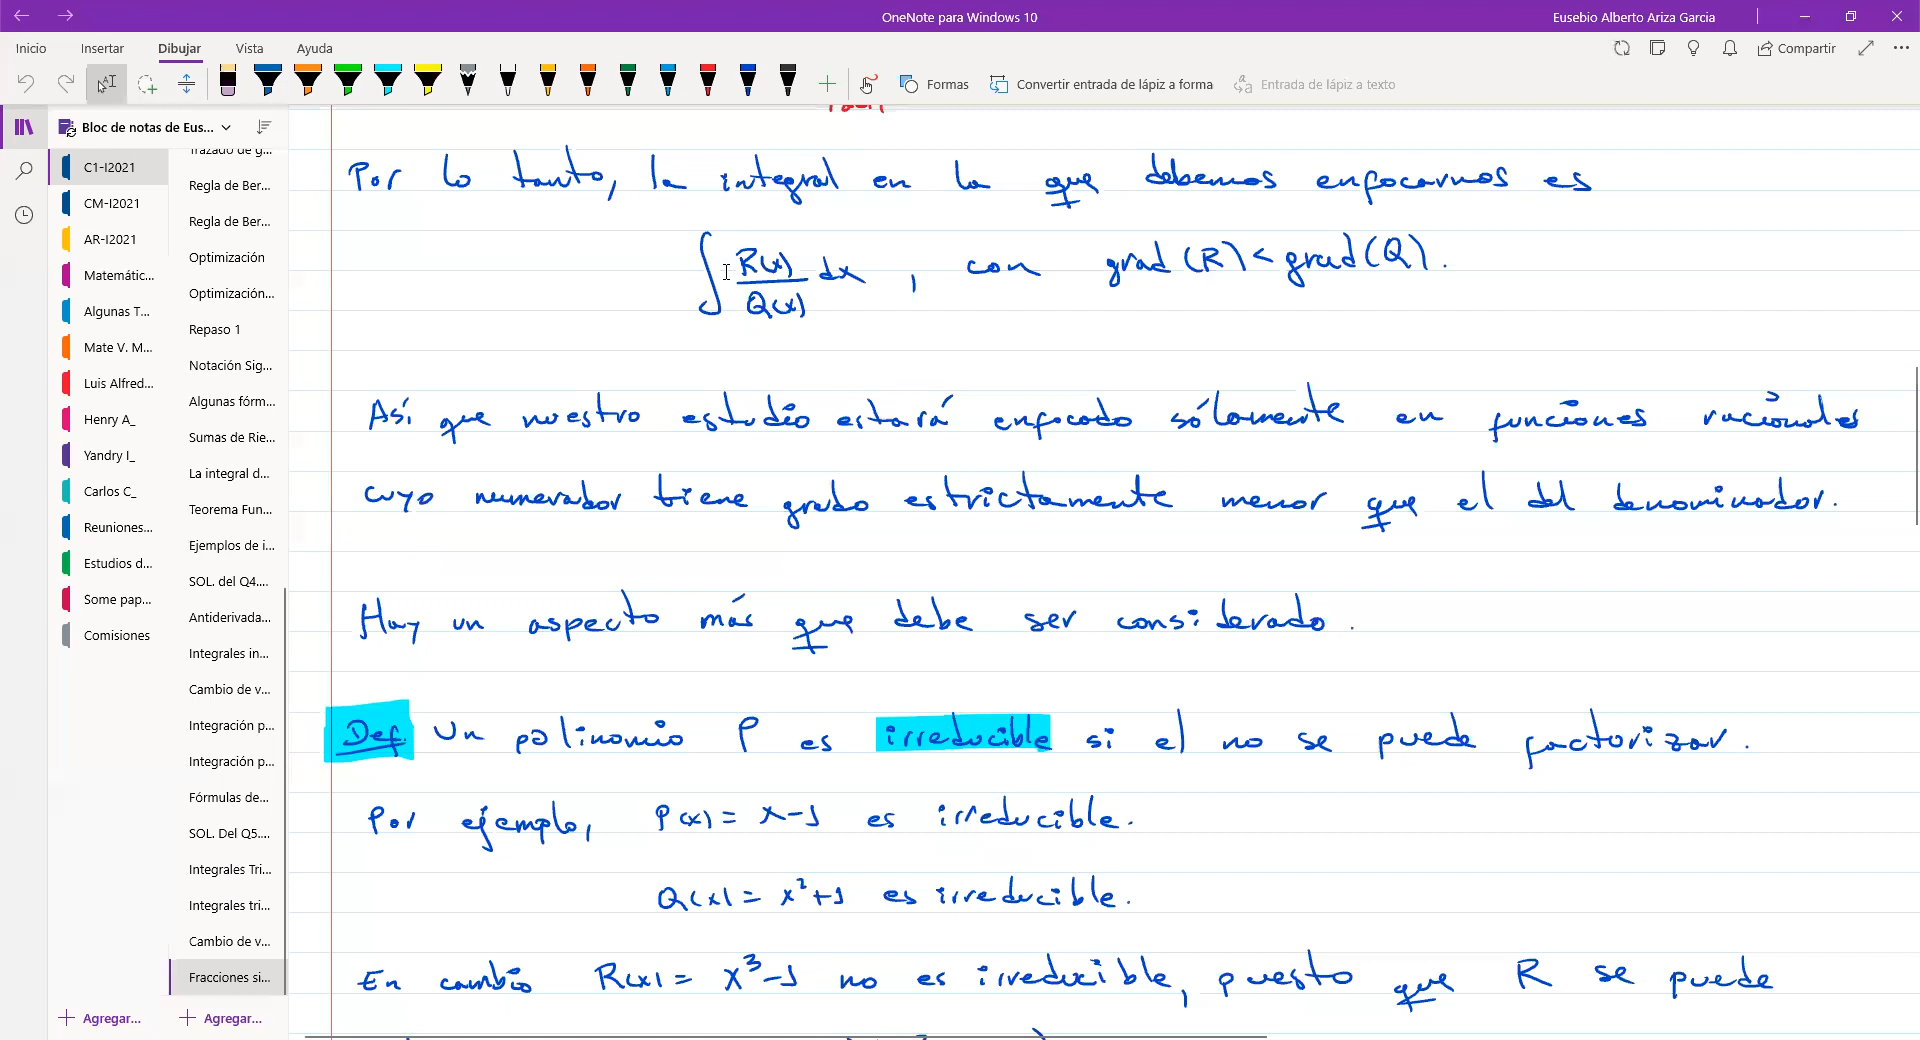 OneNote para Windows 10
Eusebio Alberto Ariza Garcia
Inicio
Insertar
Dibujar
Vista
Ayuda
Compartir
Formas
Convertir entrada de lápiz a forma
Entrada de lápiz a texto
Bloc de notas de Eus...
C1-I2021
CM-I2021
AR-I2021
Matemátic...
Algunas T...
Mate V. M...
Luis Alfred...
Henry A_
Yandry I_
Carlos C_
Reuniones...
Estudios d...
Some pap...
Comisiones
Agregar...
Trazado de g...
Regla de Ber...
Regla de Ber...
Optimización
Optimización...
Repaso 1
Notación Sig...
Algunas fórm...
Sumas de Rie...
La integral d...
Teorema Fun...
Ejemplos de i...
SOL. del Q4....
Antiderivada...
Integrales in...
Cambio de v...
Integración p...
Integración p...
Fórmulas de...
SOL. Del Q5....
Integrales Tri...
Integrales tri...
Cambio de v...
Fracciones si...
Agregar...
Por lo tanto, la integral en la que debemos enfocarnos es
∫ R(x)/Q(x) dx , con grad(R) < grad(Q).
Así que nuestro estudio estará enfocado sólamente en funciones racionales
cuyo numerador tiene grado estrictamente menor que el del denominador.
Hay un aspecto más que debe ser considerado.
Def. Un polinomio P es irreducible si el no se puede factorizar.
Por ejemplo, P(x) = x-1 es irreducible.
Q(x) = x²+1 es irreducible.
En cambio R(x) = x³-1 no es irreducible, puesto que R se puede